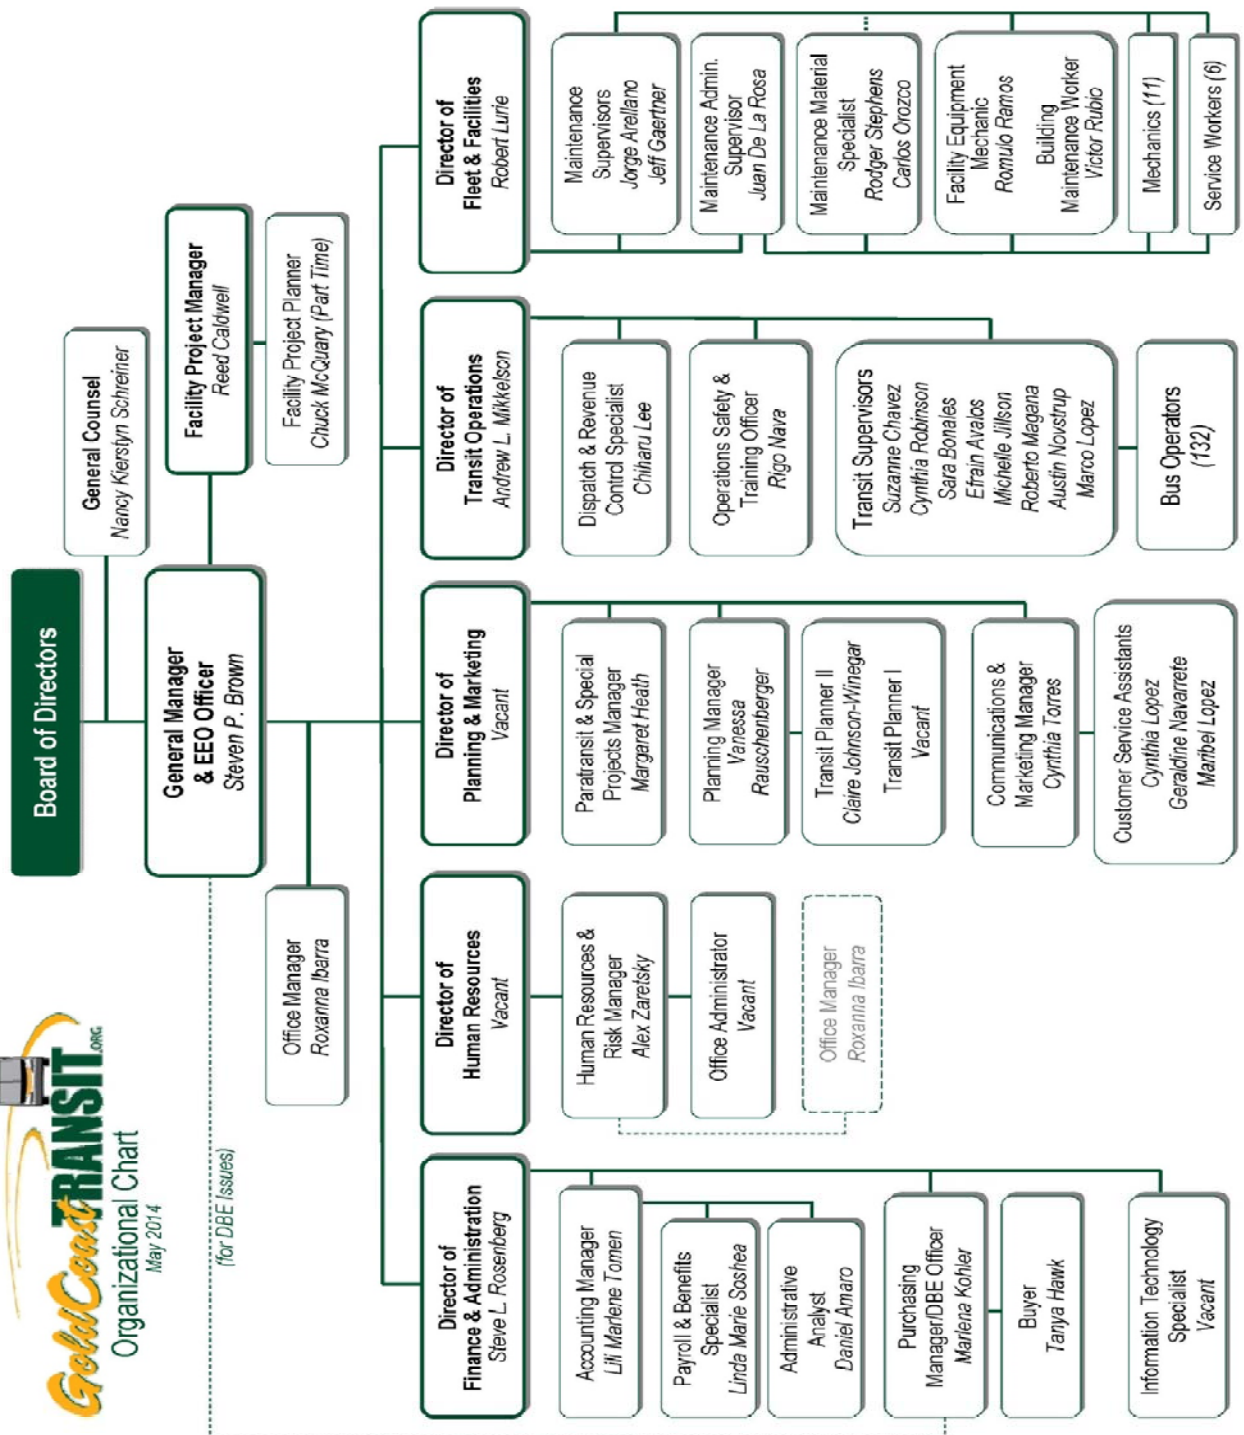 GoldCoast
TRANSIT.ORG
Organizational Chart
May 2014
Board of Directors
General Counsel
Nancy Kierstyn Schreiner
General Manager
& EEO Officer
Steven P. Brown
Facility Project Manager
Reed Caldwell
Facility Project Planner
Chuck McQuary (Part Time)
(for DBE Issues)
Office Manager
Roxanna Ibarra
Director of
Finance & Administration
Steve L. Rosenberg
Accounting Manager
Lili Marlene Tomen
Payroll & Benefits
Specialist
Linda Marie Soshea
Administrative
Analyst
Daniel Amaro
Purchasing
Manager/DBE Officer
Marlena Kohler
Buyer
Tanya Hawk
Information Technology
Specialist
Vacant
Director of
Human Resources
Vacant
Human Resources &
Risk Manager
Alex Zaretsky
Office Administrator
Vacant
Office Manager
Roxanna Ibarra
Director of
Planning & Marketing
Vacant
Paratransit & Special
Projects Manager
Margaret Heath
Planning Manager
Vanessa
Rauschenberger
Transit Planner II
Claire Johnson-Winegar
Transit Planner I
Vacant
Communications &
Marketing Manager
Cynthia Torres
Customer Service Assistants
Cynthia Lopez
Geraldine Navarrete
Maribel Lopez
Director of
Transit Operations
Andrew L. Mikkelson
Dispatch & Revenue
Control Specialist
Chiharu Lee
Operations Safety &
Training Officer
Rigo Nava
Transit Supervisors
Suzanne Chavez
Cynthia Robinson
Sara Bonales
Efrain Avalos
Michelle Jillson
Roberto Magana
Austin Novstrup
Marco Lopez
Bus Operators
(132)
Director of
Fleet & Facilities
Robert Lurie
Maintenance
Supervisors
Jorge Arellano
Jeff Gaertner
Maintenance Admin.
Supervisor
Juan De La Rosa
Maintenance Material
Specialist
Rodger Stephens
Carlos Orozco
Facility Equipment
Mechanic
Romulo Ramos
Building
Maintenance Worker
Victor Rubio
Mechanics (11)
Service Workers (6)